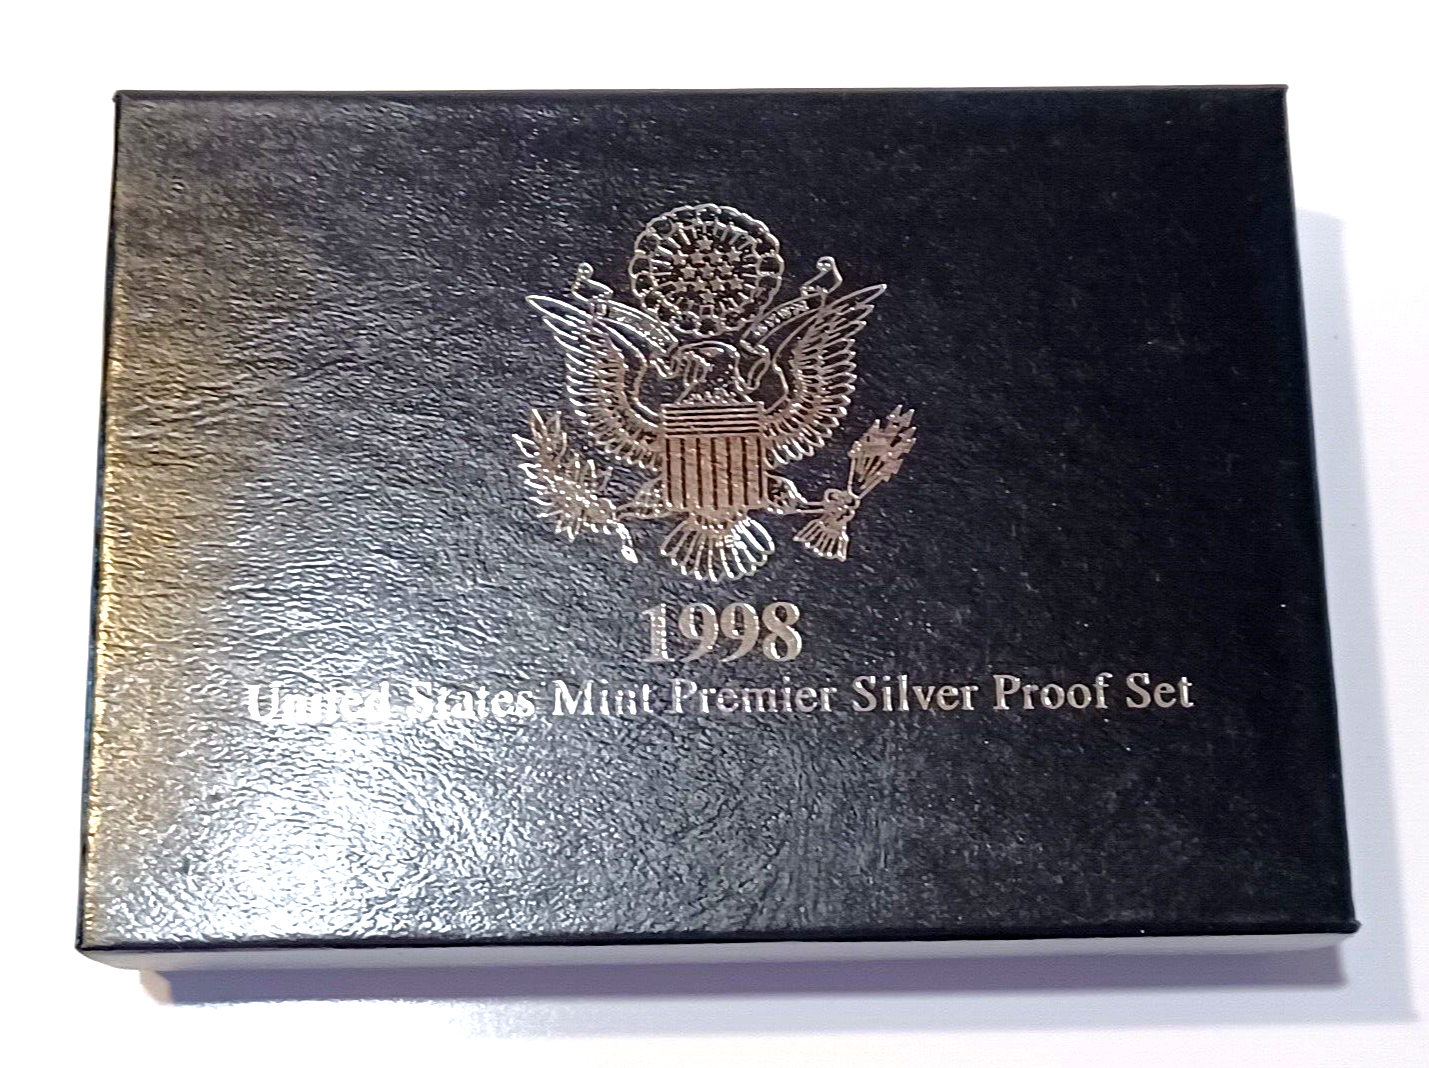 1998
United States Mint Premier Silver Proof Set